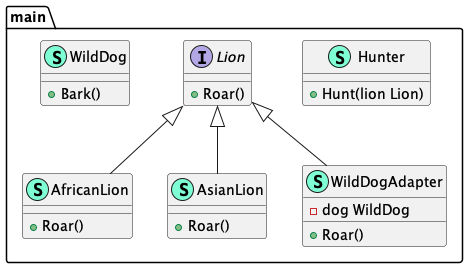 main
S WildDog
Bark()
I Lion
Roar()
S Hunter
Hunt(lion Lion)
S AfricanLion
Roar()
S AsianLion
Roar()
S WildDogAdapter
dog WildDog
Roar()